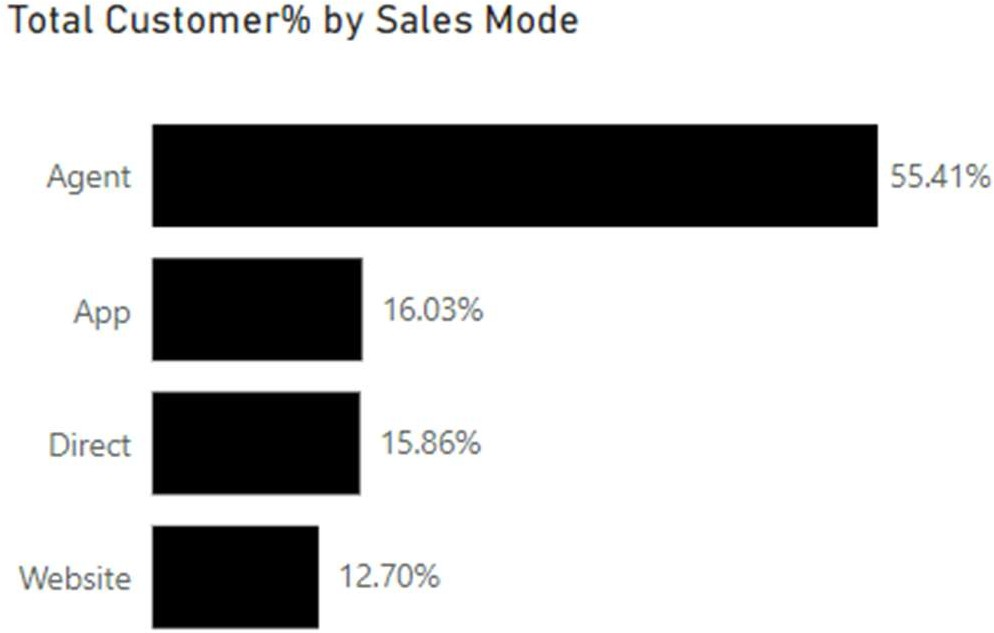 Total Customer% by Sales Mode
Agent 55.41%
App 16.03%
Direct 15.86%
Website 12.70%